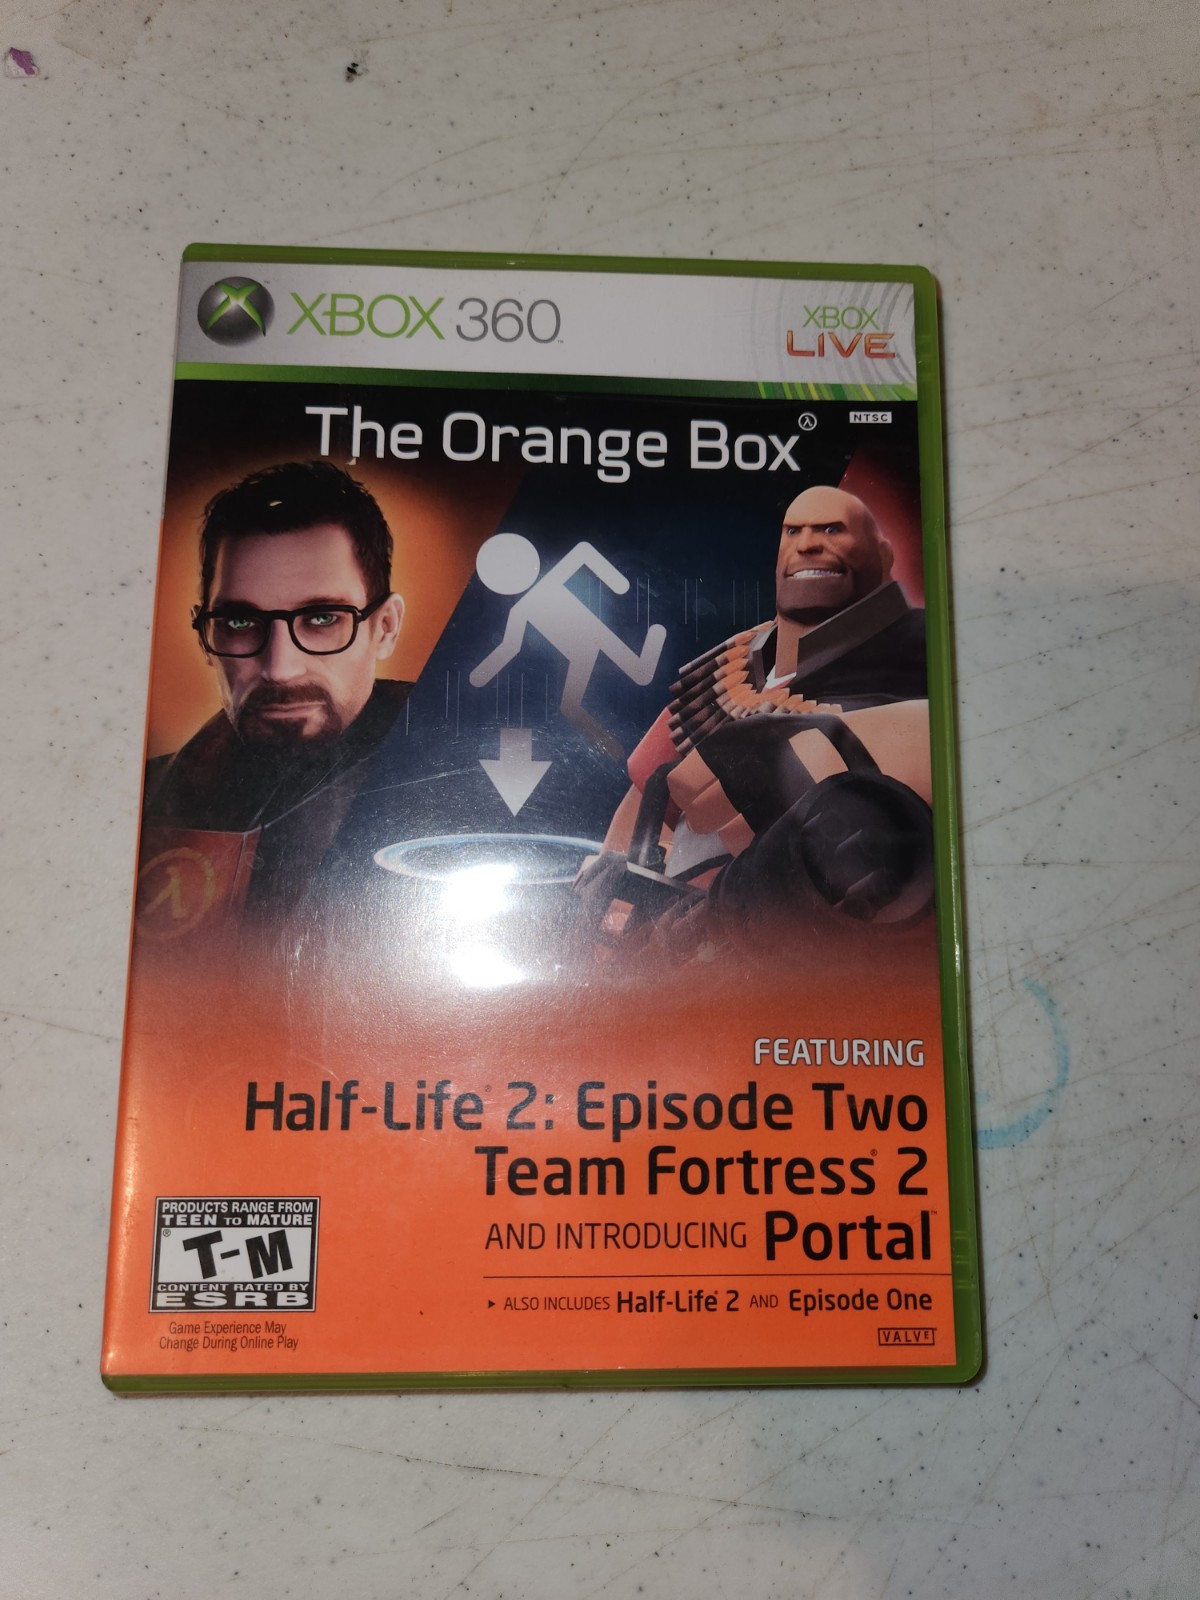 XBOX 360™
XBOX
LIVE
NTSC
The Orange Box
FEATURING
Half-Life® 2: Episode Two
Team Fortress® 2
AND INTRODUCING Portal™
▸ ALSO INCLUDES Half-Life® 2 AND Episode One
VALVE
PRODUCTS RANGE FROM
TEEN TO MATURE
T-M
®
CONTENT RATED BY
ESRB
Game Experience May
Change During Online Play